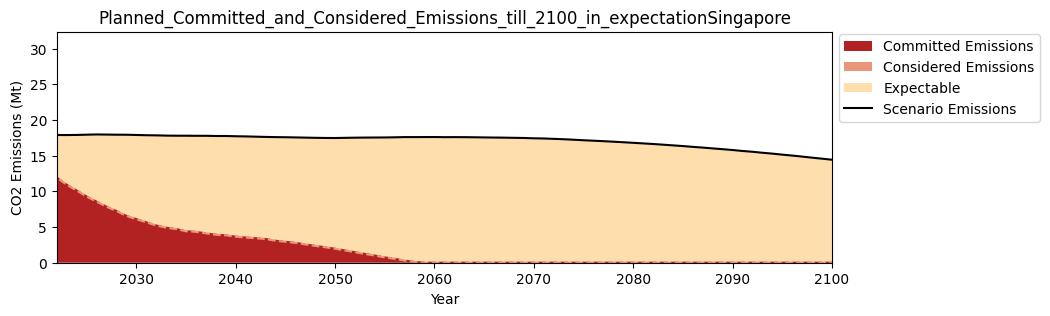 Planned_Committed_and_Considered_Emissions_till_2100_in_expectationSingapore
CO2 Emissions (Mt)
30
25
20
15
10
5
0
2030 2040 2050 2060 2070 2080 2090 2100
Year
Committed Emissions
Considered Emissions
Expectable
Scenario Emissions